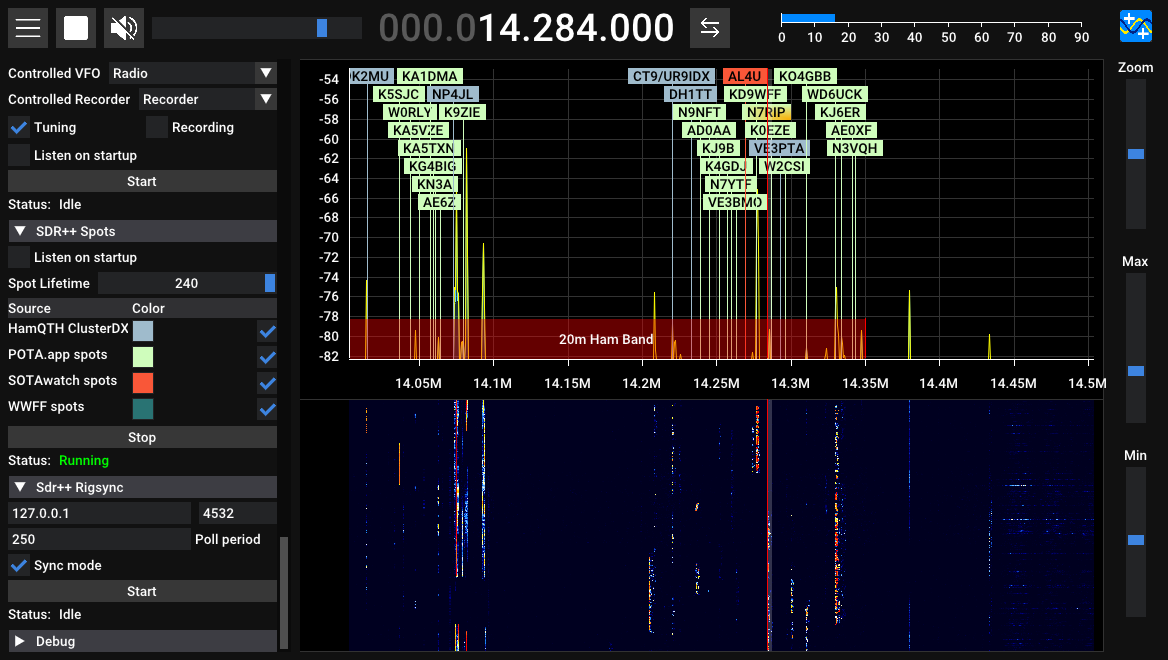 000.014.284.000
0 10 20 30 40 50 60 70 80 90
Controlled VFO Radio
Controlled Recorder Recorder
Tuning Recording
Listen on startup
Start
Status: Idle
SDR++ Spots
Listen on startup
Spot Lifetime 240
Source Color
HamQTH ClusterDX
POTA.app spots
SOTAwatch spots
WWFF spots
Stop
Status: Running
Sdr++ Rigsync
127.0.0.1 4532
250 Poll period
Sync mode
Start
Status: Idle
Debug
K2MU KA1DMA CT9/UR9IDX AL4U KO4GBB
K5SJC NP4JL DH1TT KD9WFF WD6UCK
W0RLY K9ZIE N9NFT N7RIP KJ6ER
KA5VZE AD0AA K0EZE AE0XF
KA5TXN KJ9B VE3PTA N3VQH
KG4BIG K4GDJ W2CSI
KN3A N7YTF
AE6Z VE3BMO
-54
-56
-58
-60
-62
-64
-66
-68
-70
-72
-74
-76
-78
-80
-82
20m Ham Band
14.05M 14.1M 14.15M 14.2M 14.25M 14.3M 14.35M 14.4M 14.45M 14.5M
Zoom
Max
Min